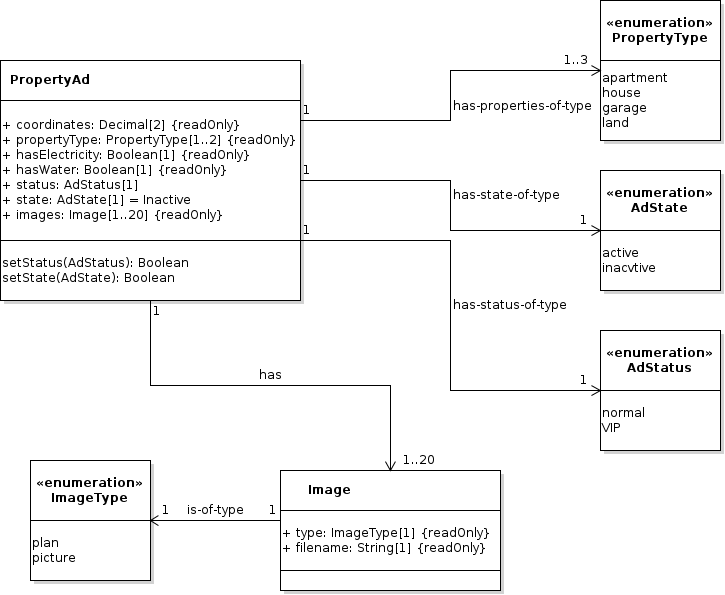 «enumeration»
PropertyType
apartment
house
garage
land
1..3
has-properties-of-type
1
PropertyAd
+ coordinates: Decimal[2] {readOnly}
+ propertyType: PropertyType[1..2] {readOnly}
+ hasElectricity: Boolean[1] {readOnly}
+ hasWater: Boolean[1] {readOnly}
+ status: AdStatus[1]
+ state: AdState[1] = Inactive
+ images: Image[1..20] {readOnly}
setStatus(AdStatus): Boolean
setState(AdState): Boolean
1
has-state-of-type
1
«enumeration»
AdState
active
inacvtive
1
has-status-of-type
1
«enumeration»
AdStatus
normal
VIP
1
has
1..20
«enumeration»
ImageType
plan
picture
1 is-of-type 1
Image
+ type: ImageType[1] {readOnly}
+ filename: String[1] {readOnly}